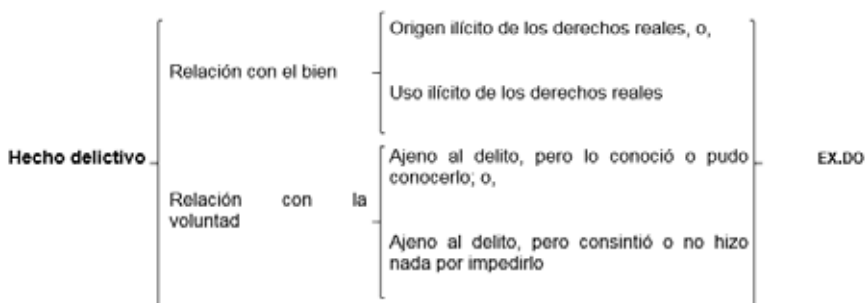 Origen ilícito de los derechos reales, o,
Relación con el bien
Uso ilícito de los derechos reales
Hecho delictivo
Ajeno al delito, pero lo conoció o pudo
conocerlo; o,
EX.DO
Relación con la
voluntad
Ajeno al delito, pero consintió o no hizo
nada por impedirlo